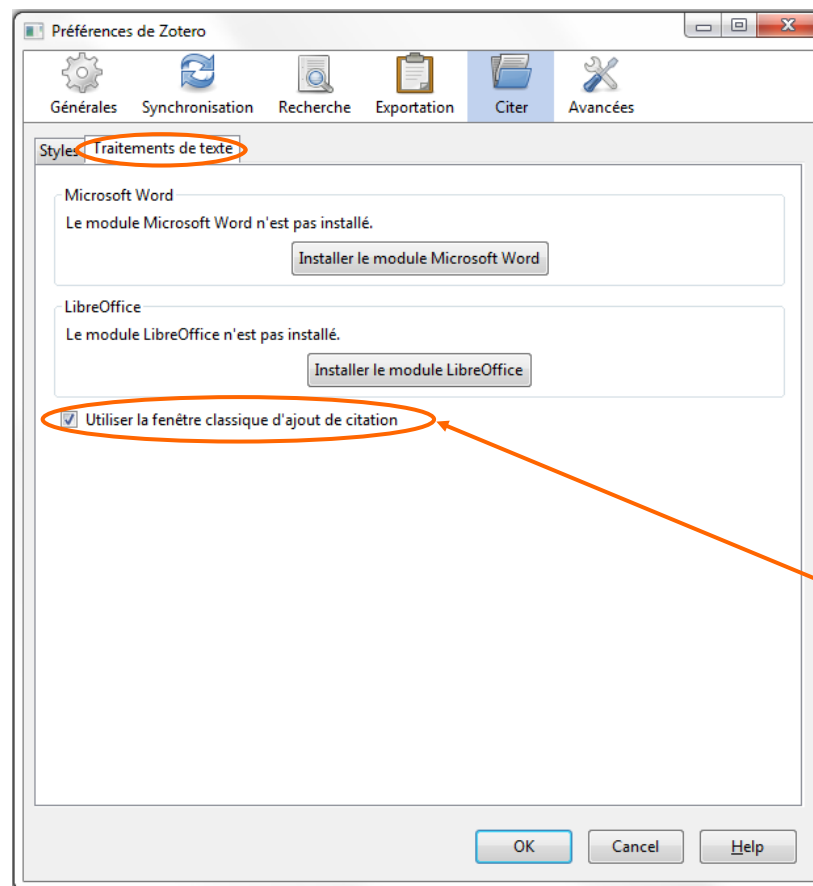 Préférences de Zotero
Générales Synchronisation Recherche Exportation Citer Avancées
Styles Traitements de texte
Microsoft Word
Le module Microsoft Word n'est pas installé.
Installer le module Microsoft Word
LibreOffice
Le module LibreOffice n'est pas installé.
Installer le module LibreOffice
Utiliser la fenêtre classique d'ajout de citation
OK Cancel Help